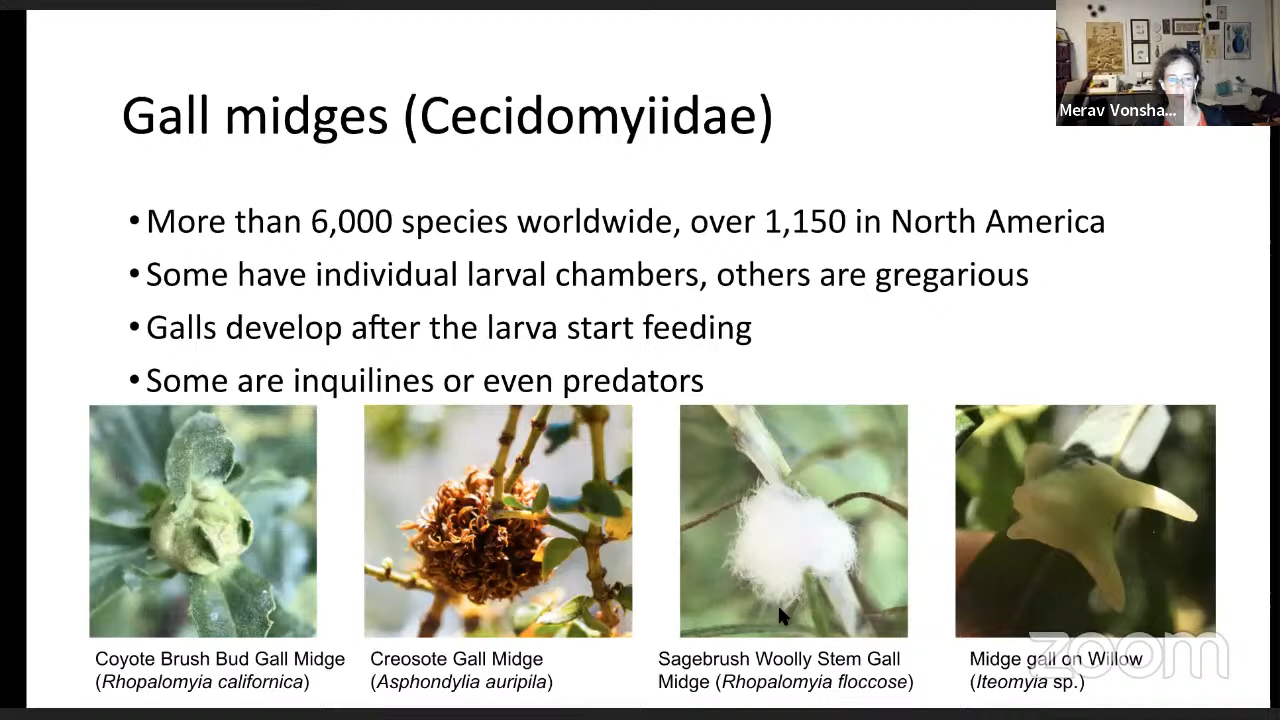 Merav Vonsha...
Gall midges (Cecidomyiidae)
• More than 6,000 species worldwide, over 1,150 in North America
• Some have individual larval chambers, others are gregarious
• Galls develop after the larva start feeding
• Some are inquilines or even predators
Coyote Brush Bud Gall Midge
(Rhopalomyia californica)
Creosote Gall Midge
(Asphondylia auripila)
Sagebrush Woolly Stem Gall
Midge (Rhopalomyia floccose)
Midge gall on Willow
(Iteomyia sp.)
zoom